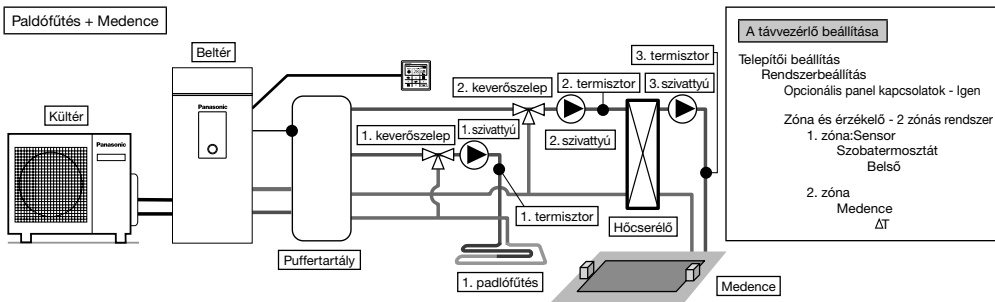 Paldófűtés + Medence
Beltér
Panasonic
Kültér
Panasonic
Puffertartály
1. keverőszelep
1.szivattyú
2. keverőszelep
2. termisztor
3.szivattyú
3. termisztor
2. szivattyú
1. termisztor
Hőcserélő
1. padlófűtés
Medence
A távvezérlő beállítása
Telepítői beállítás
Rendszerbeállítás
Opcionális panel kapcsolatok - Igen
Zóna és érzékelő - 2 zónás rendszer
1. zóna:Sensor
Szobatermosztát
Belső
2. zóna
Medence
ΔT